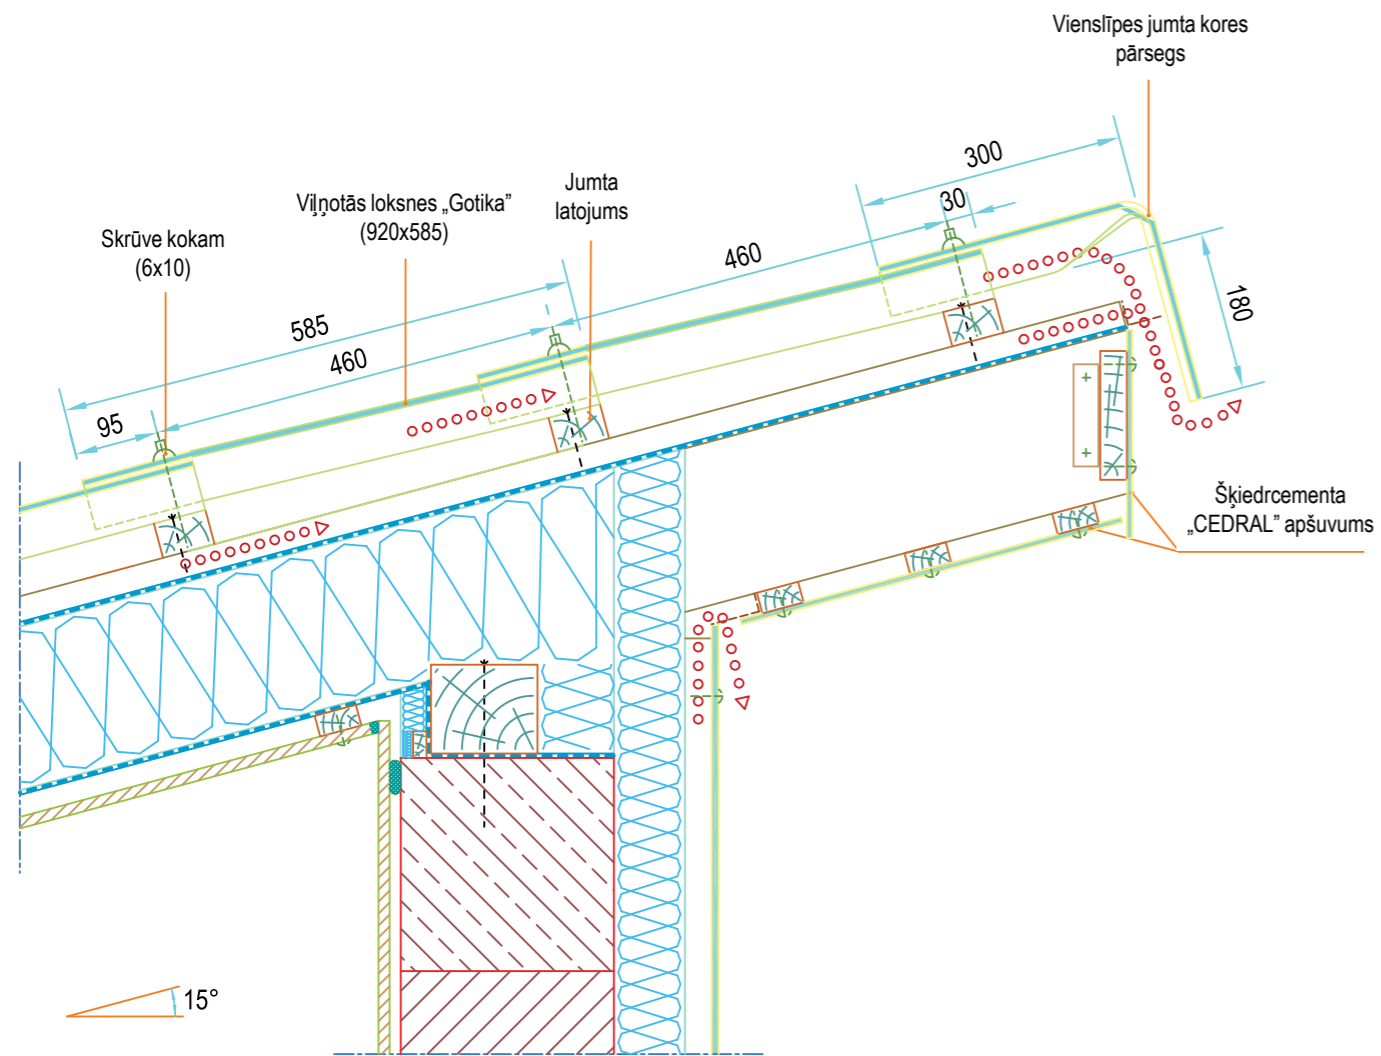 Vienslīpes jumta kores
pārsegs
300
30
Jumta
latojums
Viļņotās loksnes „Gotika”
(920x585)
Skrūve kokam
(6x10)
460
180
585
460
95
Šķiedrcementa
„CEDRAL” apšuvums
15°